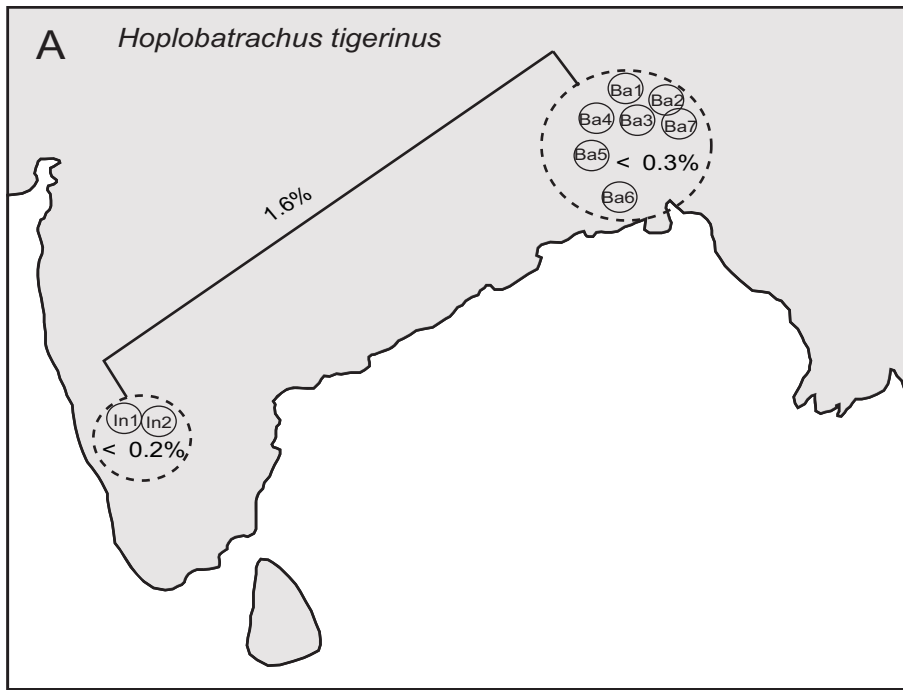 A Hoplobatrachus tigerinus
Ba1
Ba2
Ba4 Ba3 Ba7
Ba5 < 0.3%
Ba6
1.6%
In1 In2
< 0.2%